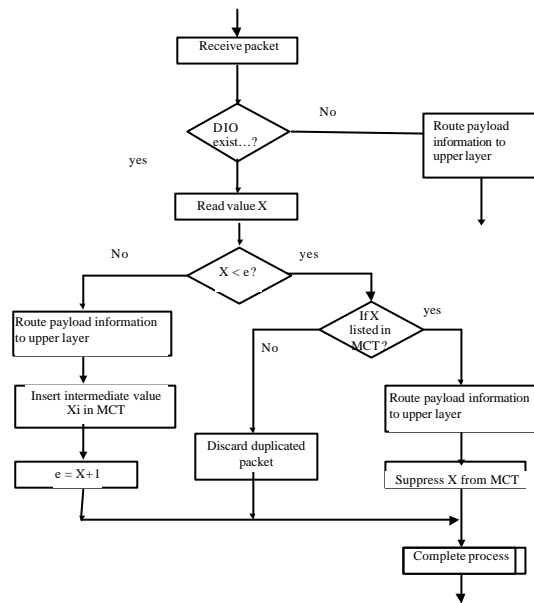 Receive packet
DIO
exist...?
No
Route payload
information to
upper layer
yes
Read value X
No
X < e ?
yes
Route payload information
to upper layer
If X
listed in
MCT ?
yes
No
Insert intermediate value
Xi in MCT
Route payload information
to upper layer
Discard duplicated
packet
e = X+1
Suppress X from MCT
Complete process